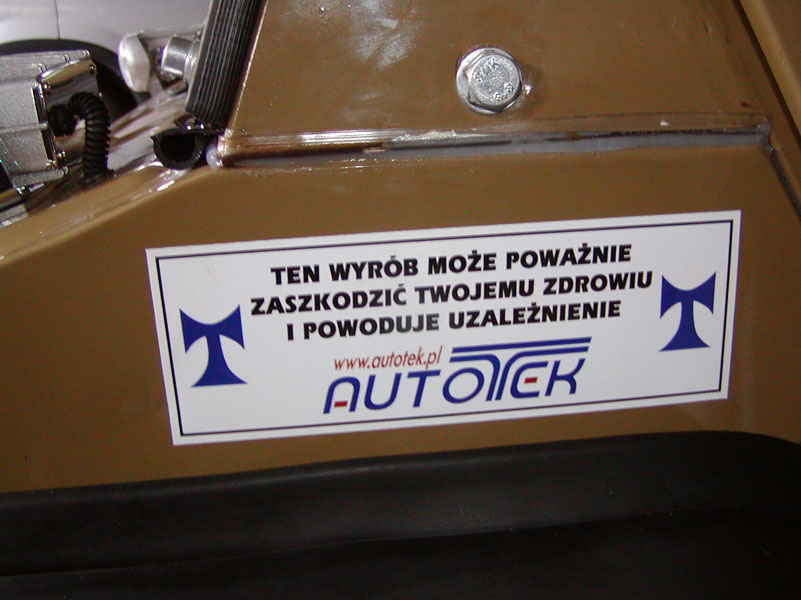 TEN WYRÓB MOŻE POWAŻNIE
ZASZKODZIĆ TWOJEMU ZDROWIU
I POWODUJE UZALEŻNIENIE
www.autotek.pl
AUTOTEK